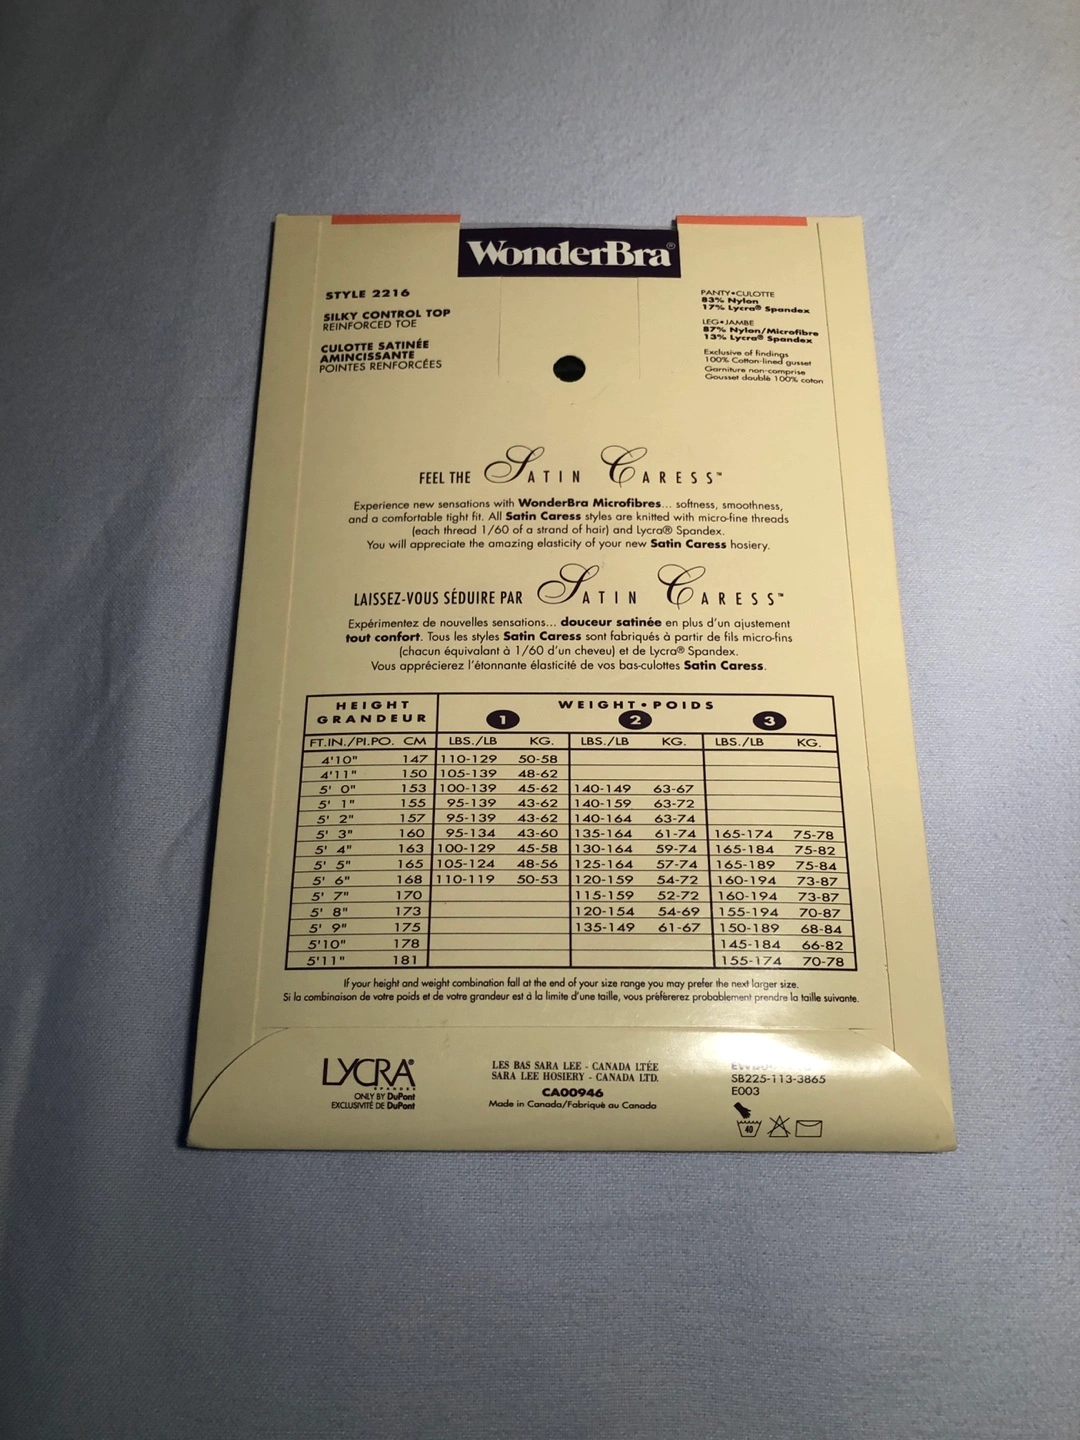 WonderBra®
STYLE 2216
SILKY CONTROL TOP
REINFORCED TOE
CULOTTE SATINÉE
AMINCISSANTE
POINTES RENFORCÉES
PANTY•CULOTTE
83% Nylon
17% Lycra® Spandex
LEG•JAMBE
87% Nylon/Microfibre
13% Lycra® Spandex
Exclusive of findings
100% Cotton-lined gusset
Garniture non-comprise
Gousset doublé 100% coton
FEEL THE SATIN CARESS™
Experience new sensations with WonderBra Microfibres... softness, smoothness,
and a comfortable tight fit. All Satin Caress styles are knitted with micro-fine threads
(each thread 1/60 of a strand of hair) and Lycra® Spandex.
You will appreciate the amazing elasticity of your new Satin Caress hosiery.
LAISSEZ-VOUS SÉDUIRE PAR SATIN CARESS™
Expérimentez de nouvelles sensations... douceur satinée en plus d'un ajustement
tout confort. Tous les styles Satin Caress sont fabriqués à partir de fils micro-fins
(chacun équivalant à 1/60 d'un cheveu) et de Lycra® Spandex.
Vous apprécierez l'étonnante élasticité de vos bas-culottes Satin Caress.
HEIGHT WEIGHT • POIDS
GRANDEUR 1 2 3
FT.IN./PI.PO. CM LBS./LB KG. LBS./LB KG. LBS./LB KG.
4'10" 147 110-129 50-58
4'11" 150 105-139 48-62
5' 0" 153 100-139 45-62 140-149 63-67
5' 1" 155 95-139 43-62 140-159 63-72
5' 2" 157 95-139 43-62 140-164 63-74
5' 3" 160 95-134 43-60 135-164 61-74 165-174 75-78
5' 4" 163 100-129 45-58 130-164 59-74 165-184 75-82
5' 5" 165 105-124 48-56 125-164 57-74 165-189 75-84
5' 6" 168 110-119 50-53 120-159 54-72 160-194 73-87
5' 7" 170 115-159 52-72 160-194 73-87
5' 8" 173 120-154 54-69 155-194 70-87
5' 9" 175 135-149 61-67 150-189 68-84
5'10" 178 145-184 66-82
5'11" 181 155-174 70-78
If your height and weight combination fall at the end of your size range you may prefer the next larger size.
Si la combinaison de votre poids et de votre grandeur est à la limite d'une taille, vous préférerez probablement prendre la taille suivante.
LYCRA®
SPANDEX
ONLY BY DuPont
EXCLUSIVITÉ DE DuPont
LES BAS SARA LEE - CANADA LTÉE
SARA LEE HOSIERY - CANADA LTD.
CA00946
Made in Canada/Fabriqué au Canada
SB225-113-3865
E003
40